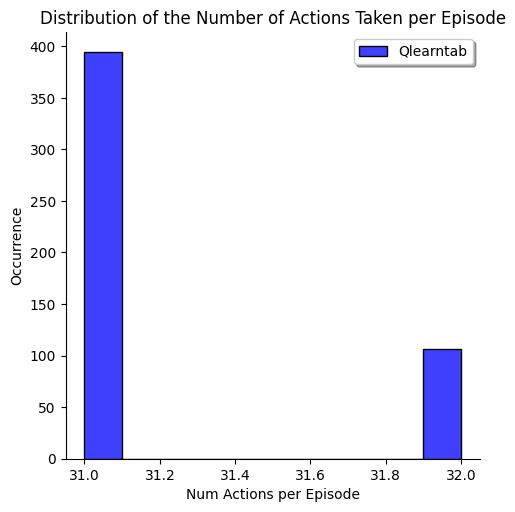 Distribution of the Number of Actions Taken per Episode
Qlearntab
400
350
300
250
200
150
100
50
0
Occurrence
31.0 31.2 31.4 31.6 31.8 32.0
Num Actions per Episode